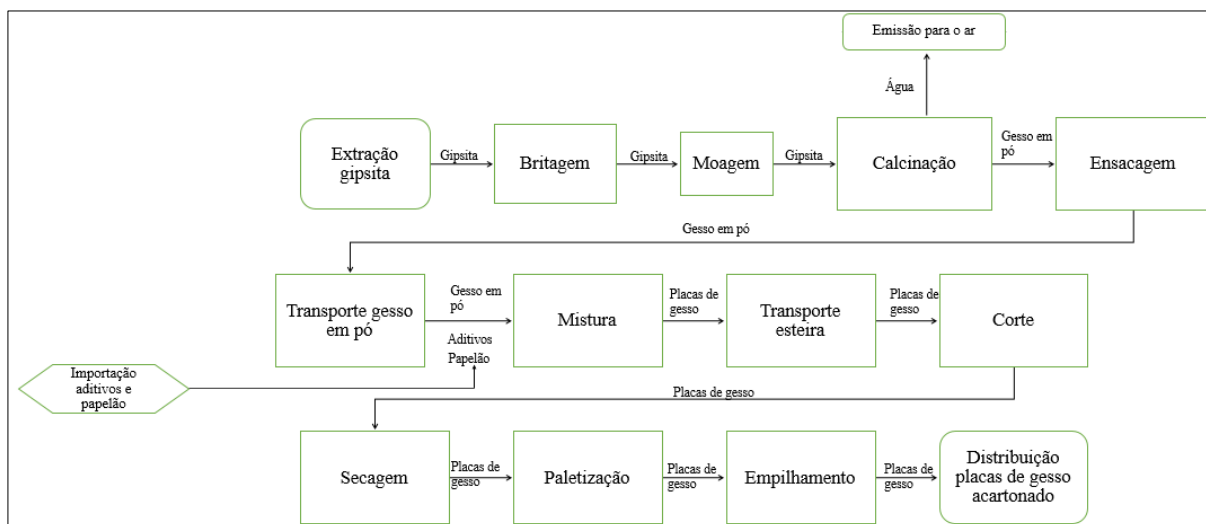 Emissão para o ar
Água
Extração
gipsita
Gipsita
Britagem
Gipsita
Moagem
Gipsita
Calcinação
Gesso em
pó
Ensacagem
Gesso em pó
Transporte gesso
em pó
Gesso em
pó
Aditivos
Papelão
Mistura
Placas de
gesso
Transporte
esteira
Placas de
gesso
Corte
Importação
aditivos e
papelão
Placas de gesso
Secagem
Placas de
gesso
Paletização
Placas de
gesso
Empilhamento
Placas de
gesso
Distribuição
placas de gesso
acartonado